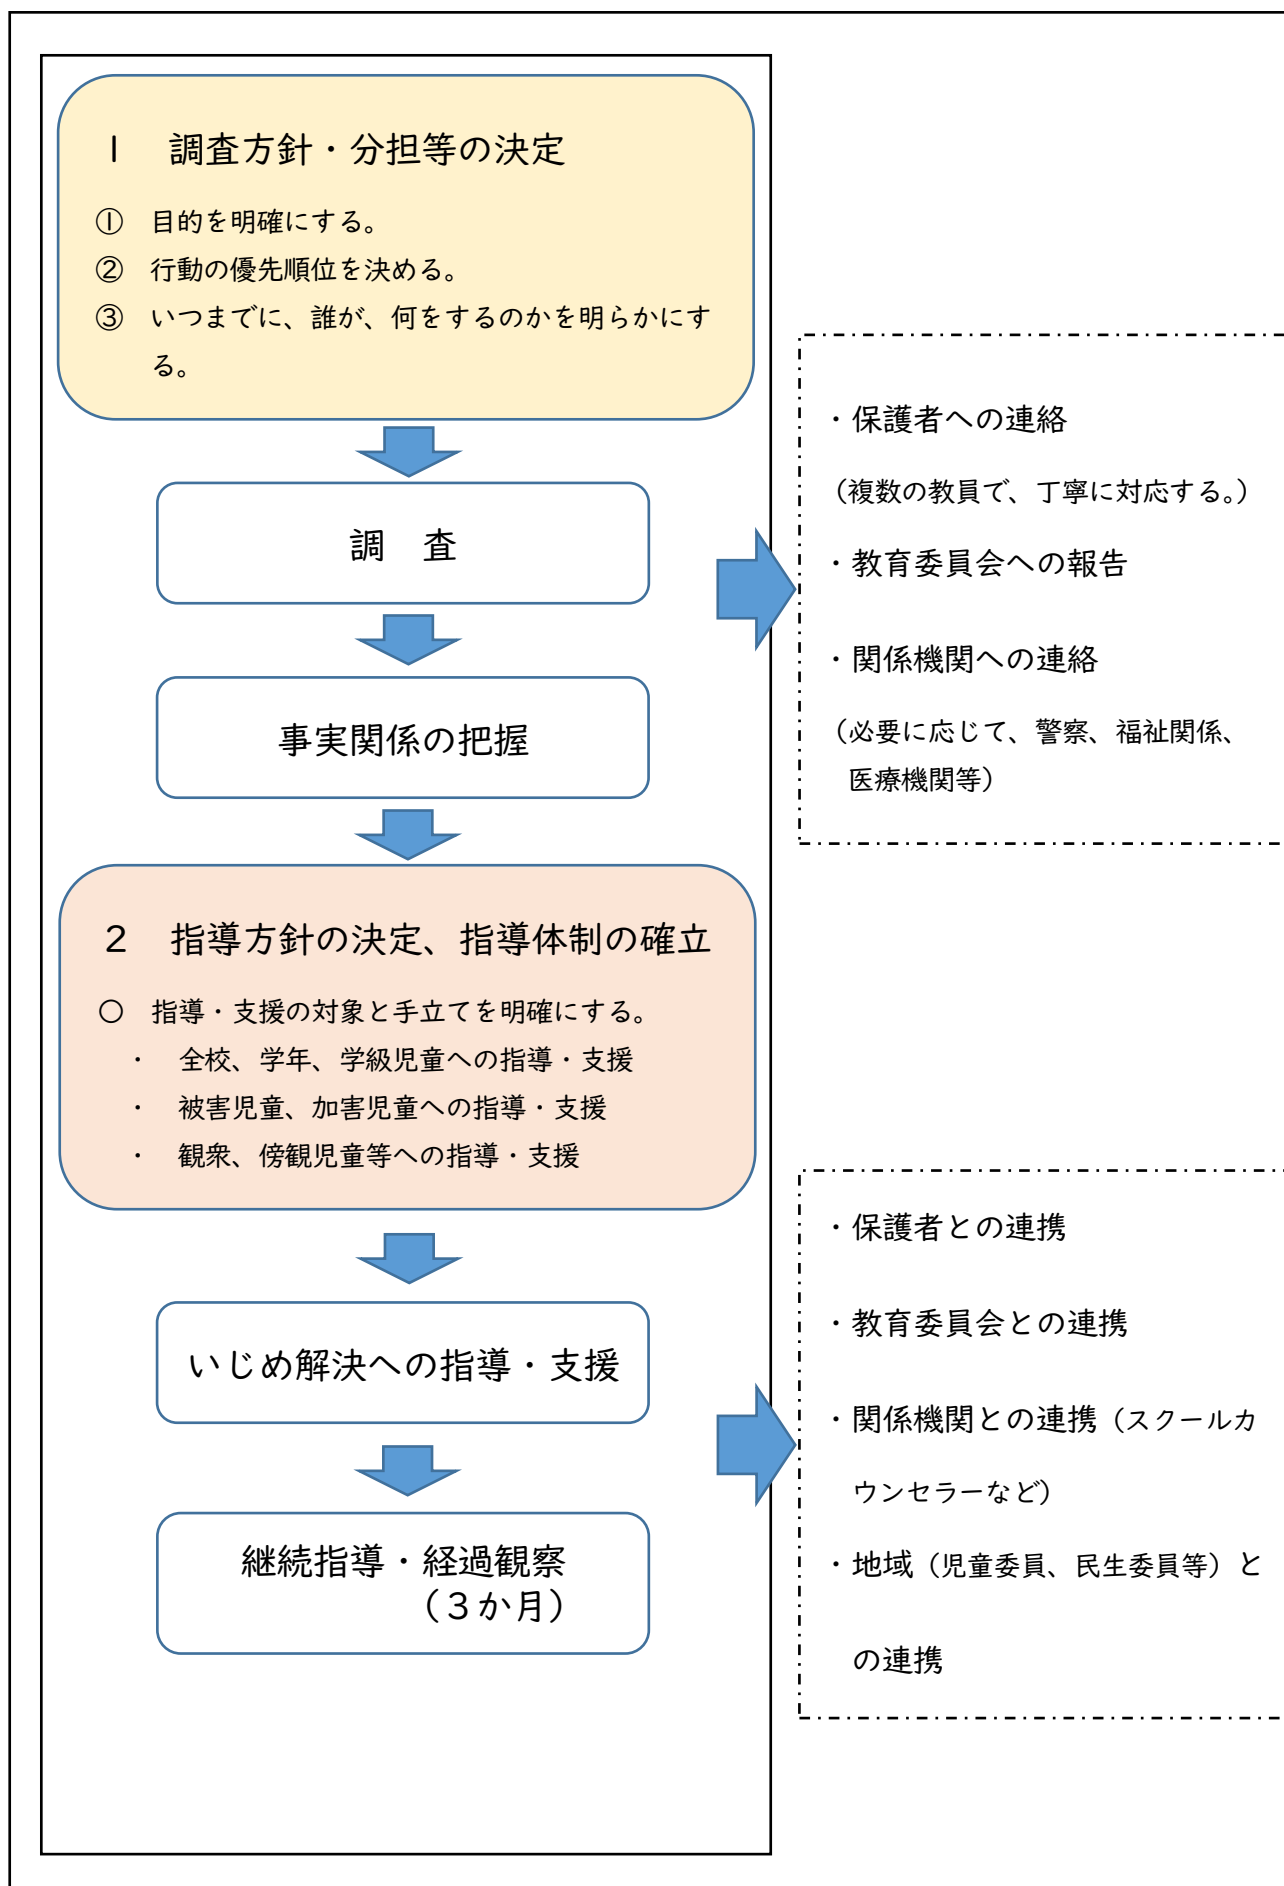 1　調査方針・分担等の決定
①　目的を明確にする。
②　行動の優先順位を決める。
③　いつまでに、誰が、何をするのかを明らかにす
る。
調　査
事実関係の把握
・保護者への連絡
（複数の教員で、丁寧に対応する。）
・教育委員会への報告
・関係機関への連絡
（必要に応じて、警察、福祉関係、
医療機関等）
２　指導方針の決定、指導体制の確立
○　指導・支援の対象と手立てを明確にする。
・　全校、学年、学級児童への指導・支援
・　被害児童、加害児童への指導・支援
・　観衆、傍観児童等への指導・支援
いじめ解決への指導・支援
継続指導・経過観察
（３か月）
・保護者との連携
・教育委員会との連携
・関係機関との連携（スクールカ
ウンセラーなど）
・地域（児童委員、民生委員等）と
の連携